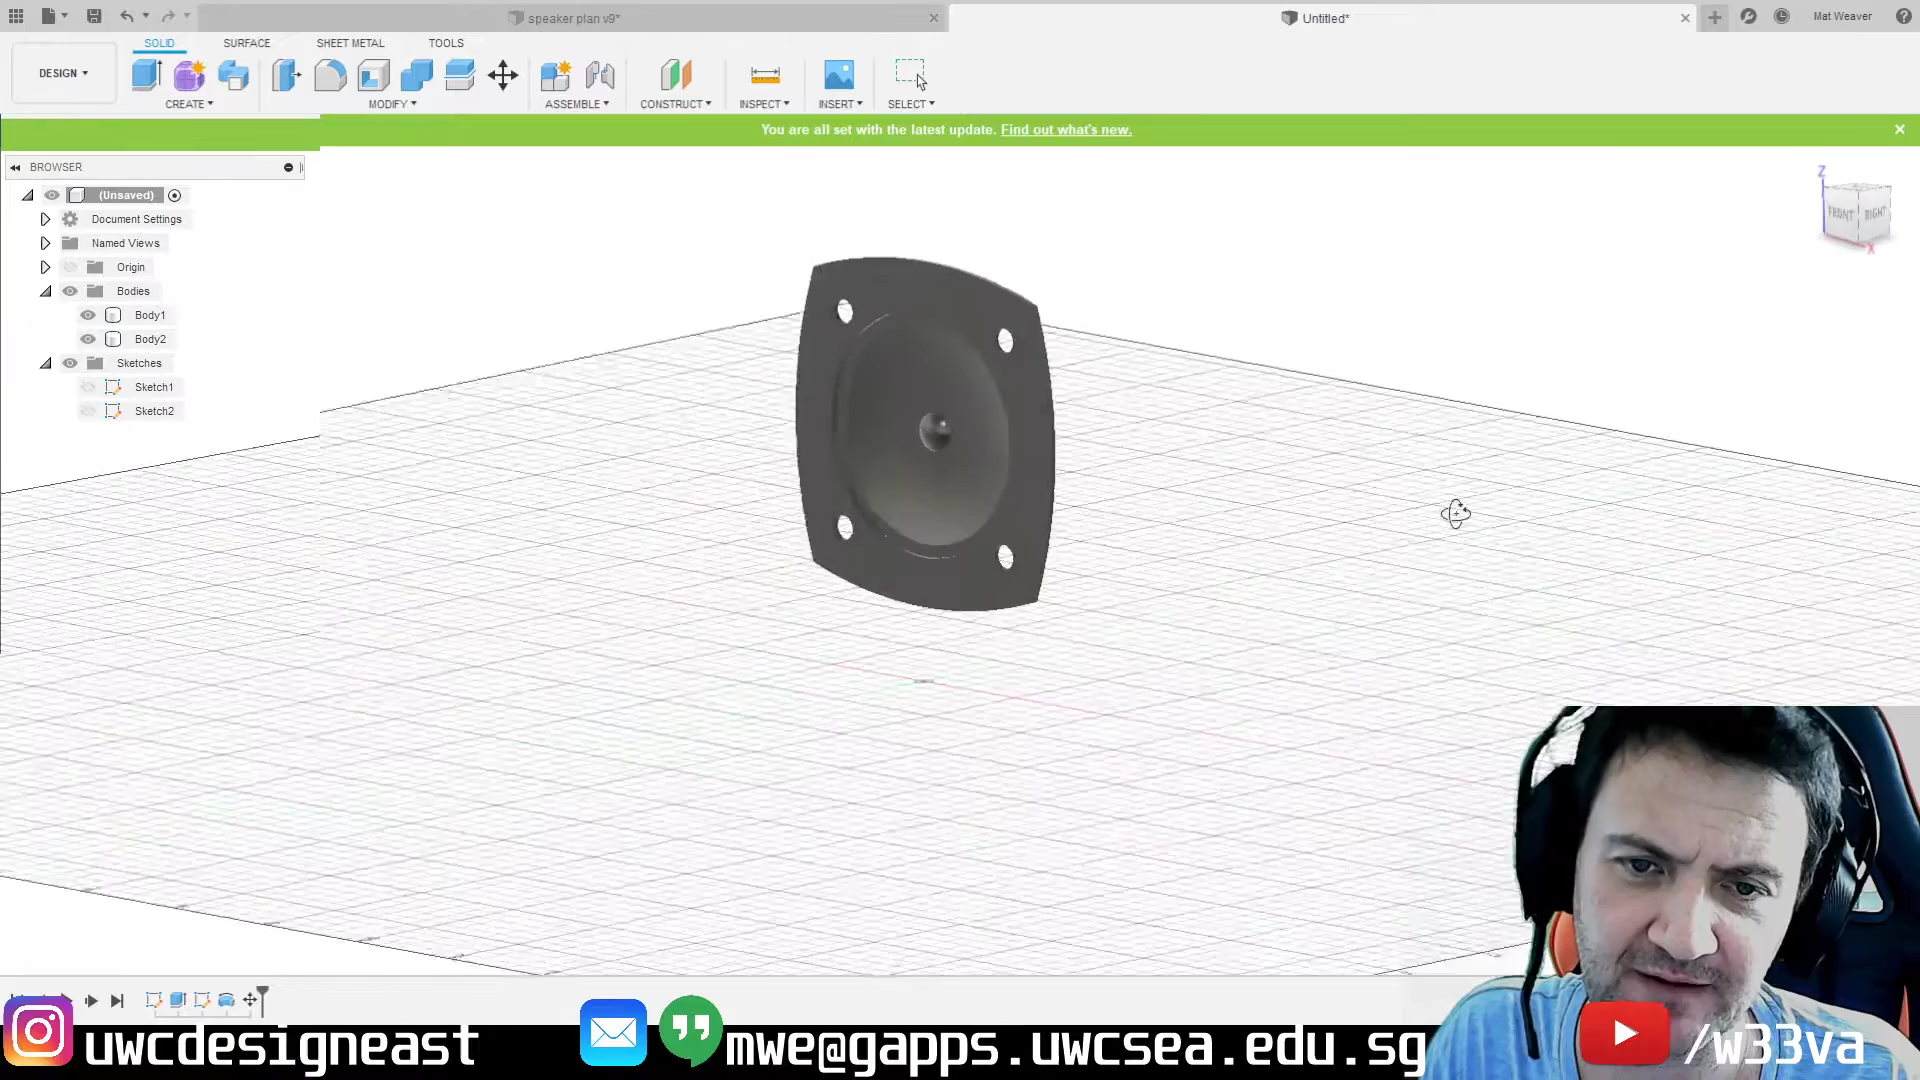 speaker plan v9*
Untitled*
Mat Weaver
DESIGN
SOLID
SURFACE
SHEET METAL
TOOLS
CREATE
MODIFY
ASSEMBLE
CONSTRUCT
INSPECT
INSERT
SELECT
You are all set with the latest update. Find out what's new.
BROWSER
(Unsaved)
Document Settings
Named Views
Origin
Bodies
Body1
Body2
Sketches
Sketch1
Sketch2
Z
FRONT
RIGHT
X
uwcdesigneast
mwe@gapps.uwcsea.edu.sg
/w33va